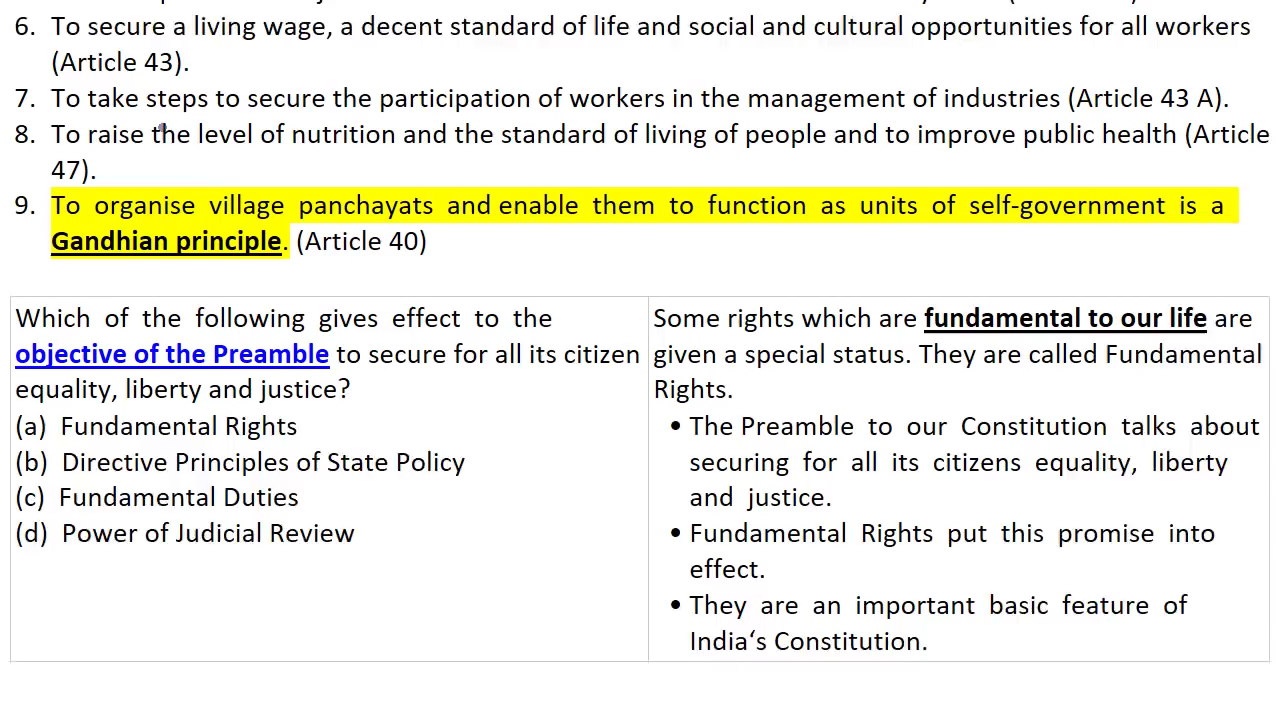 6. To secure a living wage, a decent standard of life and social and cultural opportunities for all workers
(Article 43).
7. To take steps to secure the participation of workers in the management of industries (Article 43 A).
8. To raise the level of nutrition and the standard of living of people and to improve public health (Article
47).
9. To organise village panchayats and enable them to function as units of self-government is a
Gandhian principle. (Article 40)
Which of the following gives effect to the
objective of the Preamble to secure for all its citizen
equality, liberty and justice?
(a) Fundamental Rights
(b) Directive Principles of State Policy
(c) Fundamental Duties
(d) Power of Judicial Review
Some rights which are fundamental to our life are
given a special status. They are called Fundamental
Rights.
• The Preamble to our Constitution talks about
securing for all its citizens equality, liberty
and justice.
• Fundamental Rights put this promise into
effect.
• They are an important basic feature of
India‘s Constitution.